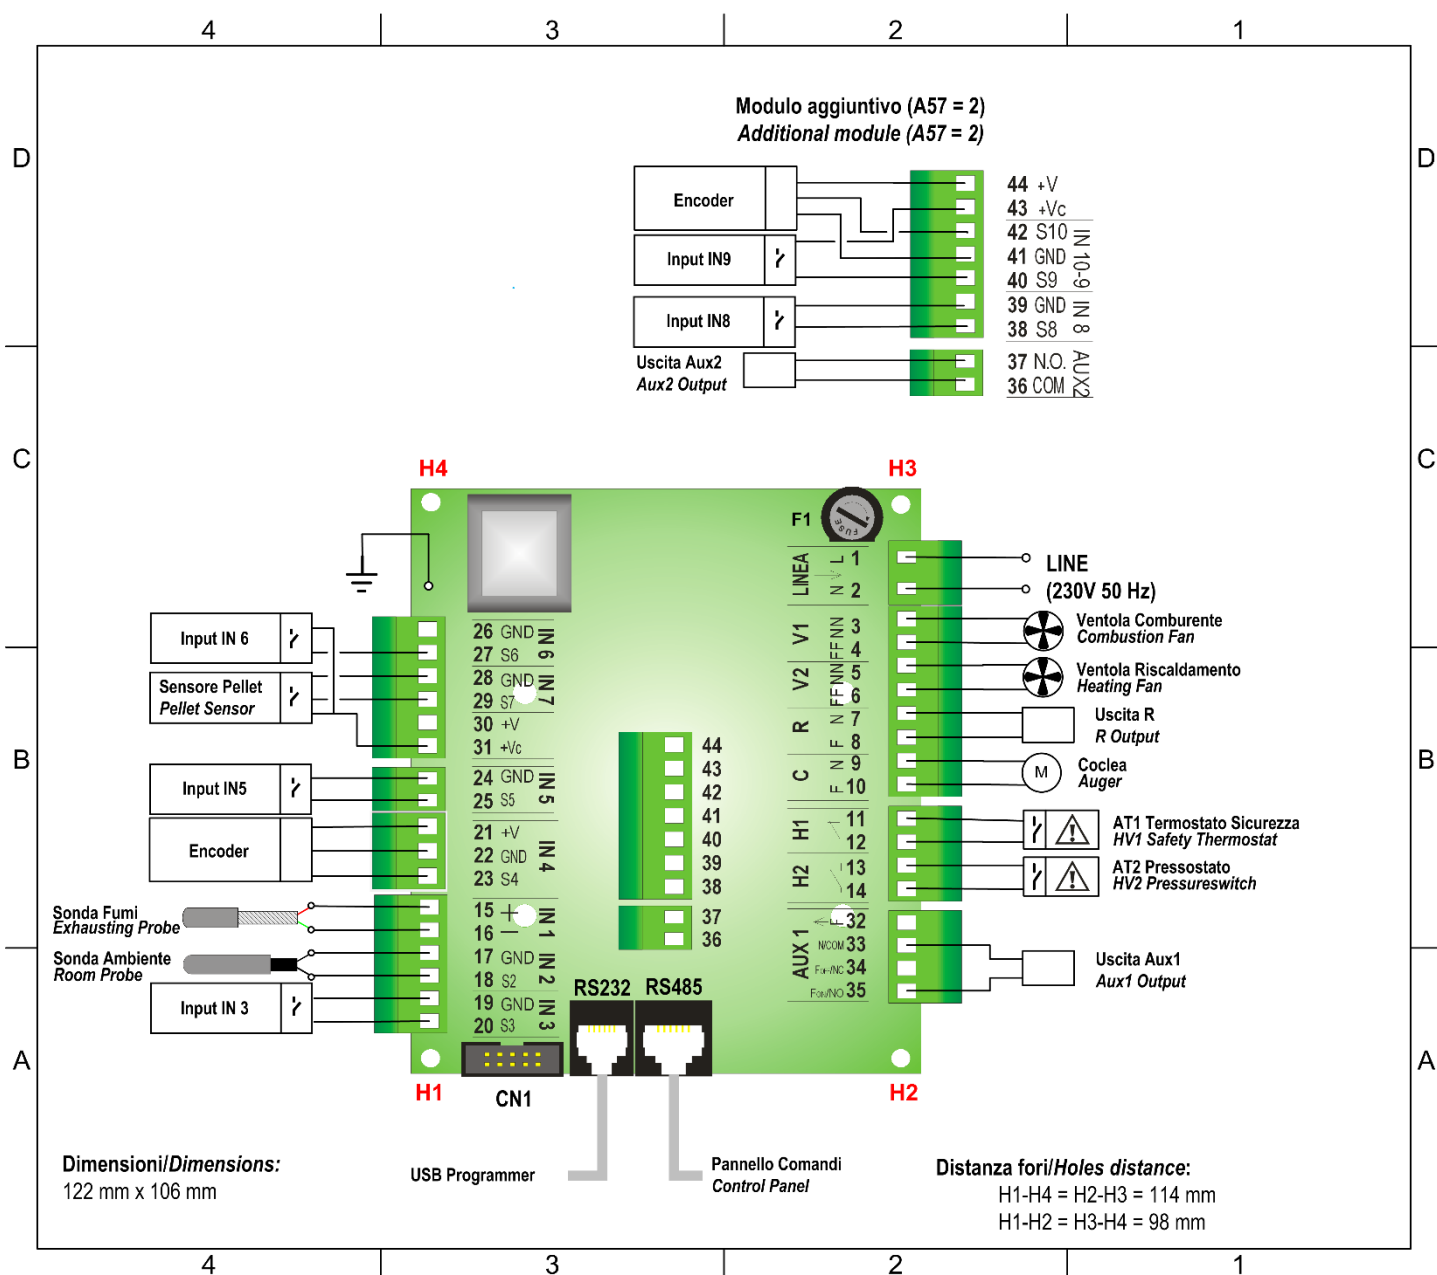 4 3 2 1
D D
C C
B B
A A
Modulo aggiuntivo (A57 = 2)
Additional module (A57 = 2)
Encoder
Input IN9
Input IN8
Uscita Aux2
Aux2 Output
44 +V
43 +Vc
42 S10
41 GND
40 S9
IN 10-9
39 GND
38 S8
IN 8
37 N.O.
36 COM
AUX2
H4
H3
F1
FUSE
LINEA
L 1
N 2
V1
N 3
F 4
V2
N 5
F 6
R
N 7
F 8
C
N 9
F 10
H1
11
12
H2
13
14
AUX 1
F 32
N/COM 33
FOFF/NC 34
FON/NO 35
LINE
(230V 50 Hz)
Ventola Comburente
Combustion Fan
Ventola Riscaldamento
Heating Fan
Uscita R
R Output
M
Coclea
Auger
AT1 Termostato Sicurezza
HV1 Safety Thermostat
AT2 Pressostato
HV2 Pressureswitch
Uscita Aux1
Aux1 Output
Input IN 6
Sensore Pellet
Pellet Sensor
Input IN5
Encoder
Sonda Fumi
Exhausting Probe
Sonda Ambiente
Room Probe
Input IN 3
26 GND
27 S6
IN 6
28 GND
29 S7
IN 7
30 +V
31 +Vc
24 GND
25 S5
IN 5
21 +V
22 GND
23 S4
IN 4
15 +
16 —
IN 1
17 GND
18 S2
IN 2
19 GND
20 S3
IN 3
44
43
42
41
40
39
38
37
36
RS232
RS485
H1
CN1
H2
USB Programmer
Pannello Comandi
Control Panel
Dimensioni/Dimensions:
122 mm x 106 mm
Distanza fori/Holes distance:
H1-H4 = H2-H3 = 114 mm
H1-H2 = H3-H4 = 98 mm
4 3 2 1